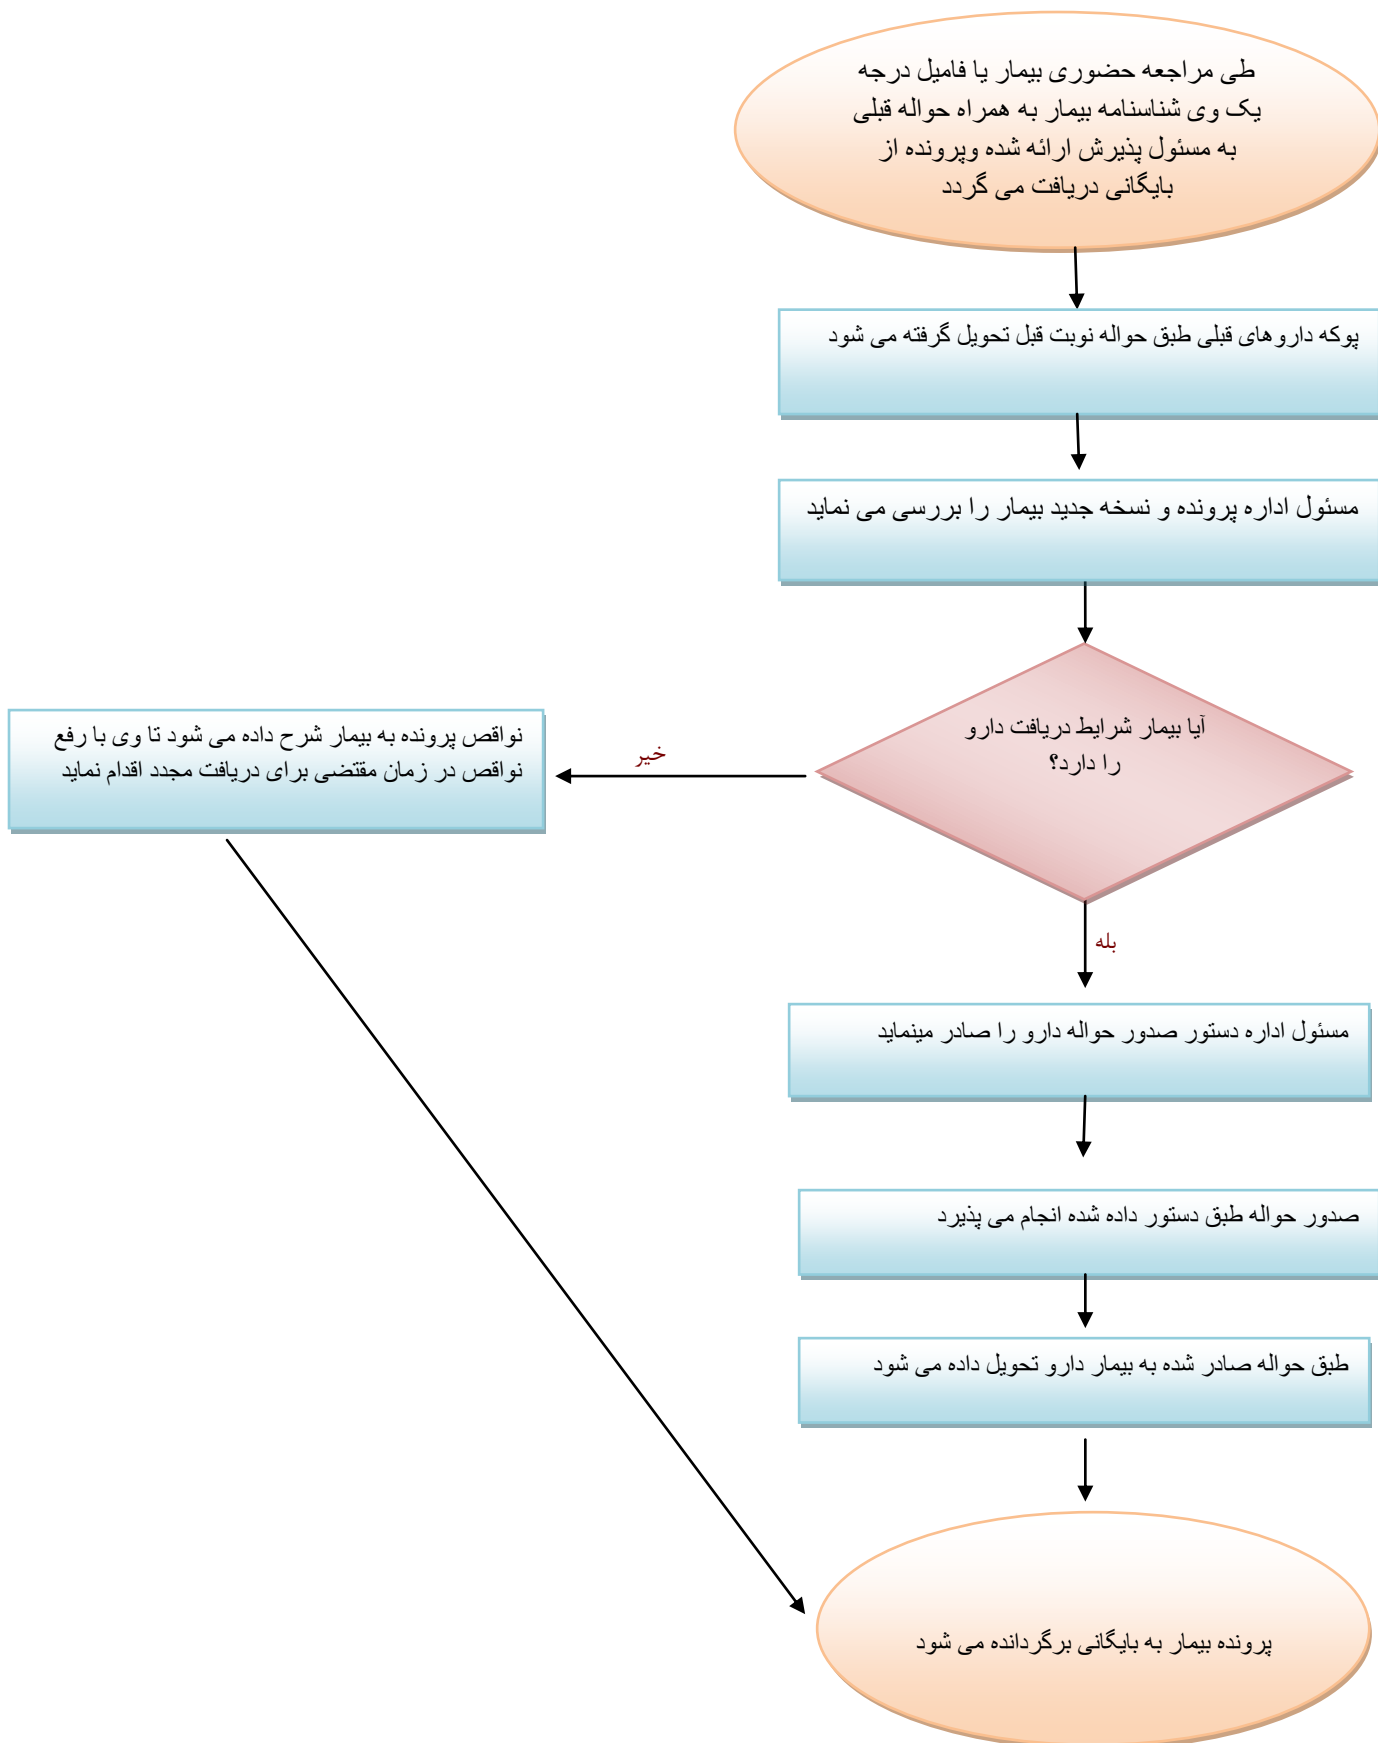 طی مراجعه حضوری بیمار یا فامیل درجه
یک وی شناسنامه بیمار به همراه حواله قبلی
به مسئول پذیرش ارائه شده وپرونده از
بایگانی دریافت می گردد
پوکه داروهای قبلی طبق حواله نوبت قبل تحویل گرفته می شود
مسئول اداره پرونده و نسخه جدید بیمار را بررسی می نماید
آیا بیمار شرایط دریافت دارو
را دارد؟
خیر
نواقص پرونده به بیمار شرح داده می شود تا وی با رفع
نواقص در زمان مقتضی برای دریافت مجدد اقدام نماید
بله
مسئول اداره دستور صدور حواله دارو را صادر مینماید
صدور حواله طبق دستور داده شده انجام می پذیرد
طبق حواله صادر شده به بیمار دارو تحویل داده می شود
پرونده بیمار به بایگانی برگردانده می شود